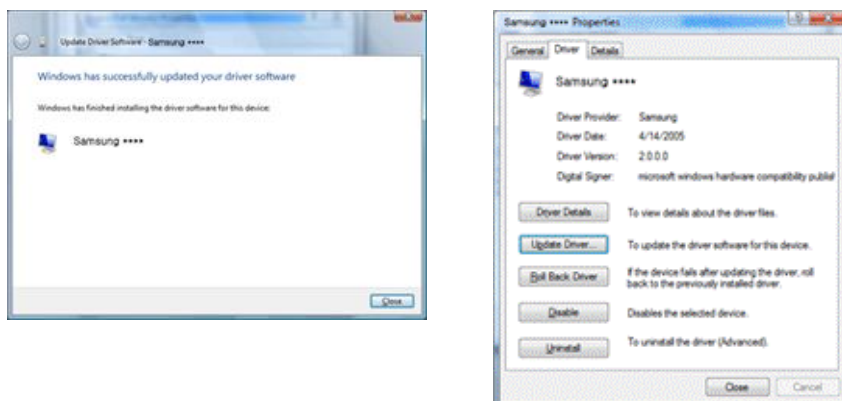 Update Driver Software - Samsung ****
Windows has successfully updated your driver software
Windows has finished installing the driver software for this device:
Samsung ****
Close
Samsung **** Properties
General Driver Details
Samsung ****
Driver Provider: Samsung
Driver Date: 4/14/2005
Driver Version: 2.0.0.0
Digital Signer: microsoft windows hardware compatibility publis
Driver Details To view details about the driver files.
Update Driver... To update the driver software for this device.
Roll Back Driver If the device fails after updating the driver, roll
back to the previously installed driver.
Disable Disables the selected device.
Uninstall To uninstall the driver (Advanced).
Close Cancel